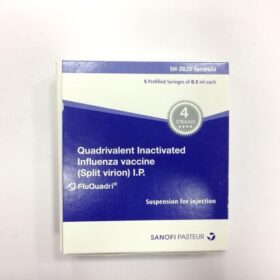 SH-2020 formula
5 Prefilled Syringes of 0.5 ml each
4
STRAINS
Quadrivalent Inactivated
Influenza vaccine
(Split virion) I.P.
FluQuadri®
Suspension for injection
SANOFI PASTEUR